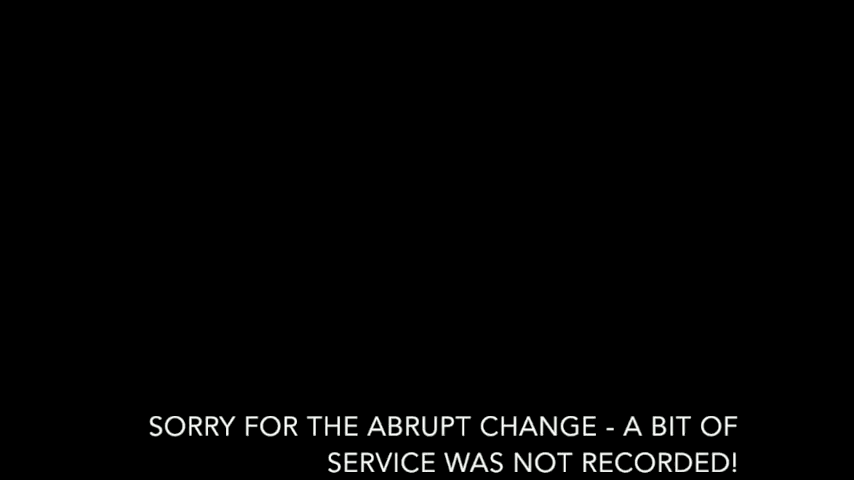 SORRY FOR THE ABRUPT CHANGE - A BIT OF
SERVICE WAS NOT RECORDED!